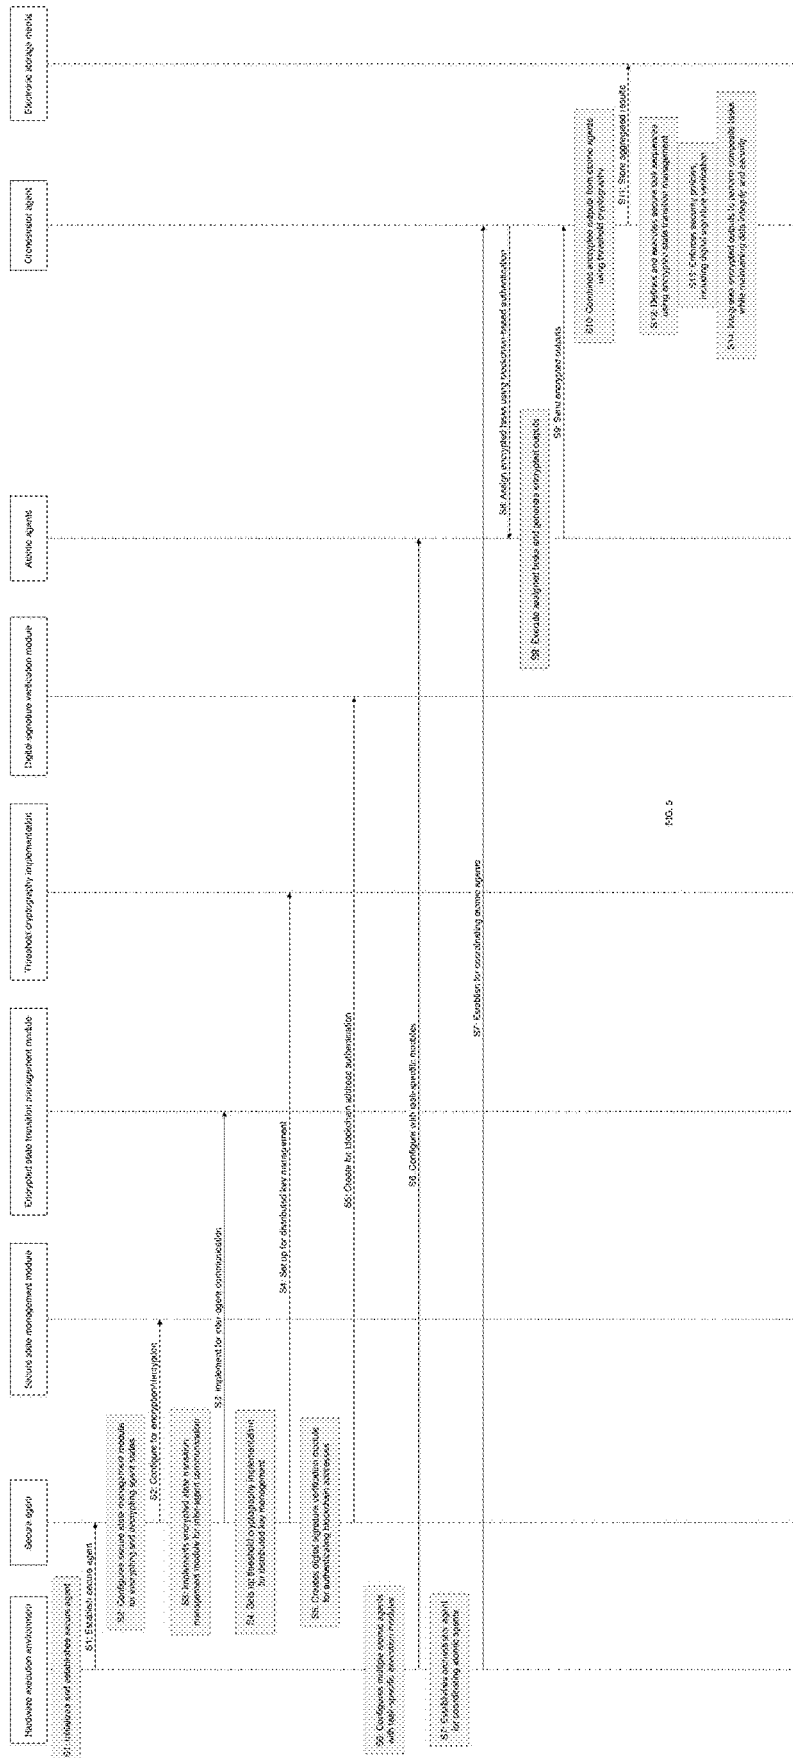 Hardware execution environment
Secure agent
Secure state management module
Encrypted state transition management module
Threshold cryptography implementation
Digital signature verification module
Atomic agents
Orchestrator agent
Electronic storage media
S1: Initializes and establishes secure agent
S1: Establish secure agent
S2: Configures secure state management module
for encrypting and decrypting agent states
S2: Configure for encryption/decryption
S3: Implements encrypted state transition
management module for inter-agent communication
S3: Implement for inter-agent communication
S4: Sets up threshold cryptography implementation
for distributed key management
S4: Set up for distributed key management
S5: Creates digital signature verification module
for authenticating blockchain addresses
S5: Create for blockchain address authentication
S6: Configures multiple atomic agents
with task-specific execution modules
S6: Configure with task-specific modules
S7: Establishes orchestrator agent
for coordinating atomic agents
S7: Establish for coordinating atomic agents
S8: Assign encrypted tasks using blockchain-based authentication
S9: Execute assigned tasks and generate encrypted outputs
S9: Send encrypted outputs
S10: Combines encrypted outputs from atomic agents
using threshold cryptography
S11: Store aggregated results
S12: Defines and executes secure task sequences
using encrypted state transition management
S13: Enforces security policies,
including digital signature verification
S14: Integrates encrypted outputs to perform composite tasks
while maintaining data integrity and security
FIG. 5